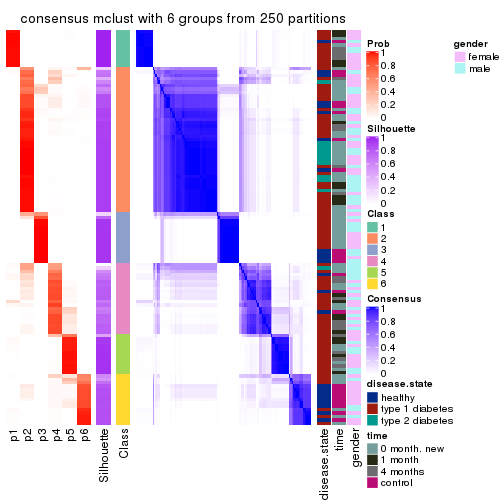 consensus mclust with 6 groups from 250 partitions
Prob
1
0.8
0.6
0.4
0.2
0
gender
female
male
Silhouette
1
0.8
0.6
0.4
0.2
0
Class
1
2
3
4
5
6
Consensus
1
0.8
0.6
0.4
0.2
0
disease.state
healthy
type 1 diabetes
type 2 diabetes
time
0 month, new
1 month
4 months
control
p1
p2
p3
p4
p5
p6
Silhouette
Class
disease.state
time
gender